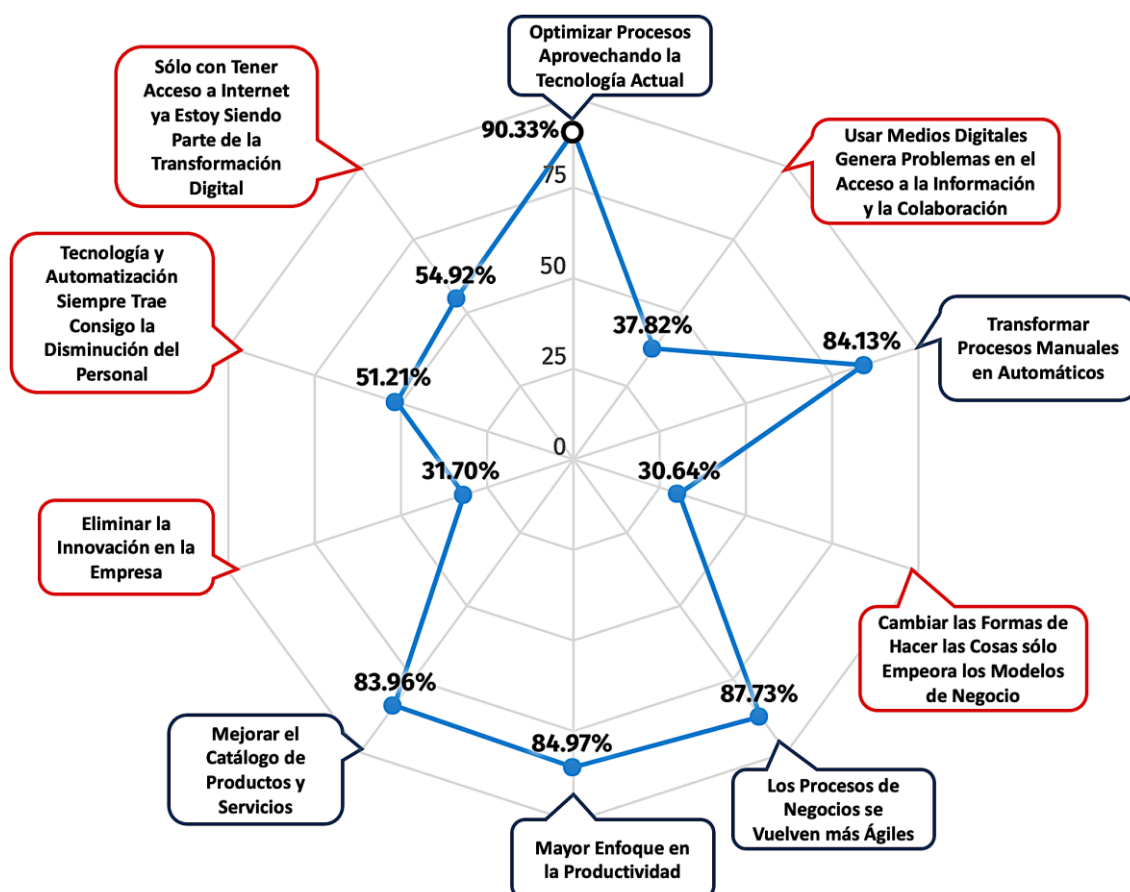 Optimizar Procesos
Aprovechando la
Tecnología Actual
90.33%
Usar Medios Digitales
Genera Problemas en el
Acceso a la Información
y la Colaboración
37.82%
Transformar
Procesos Manuales
en Automáticos
84.13%
Cambiar las Formas de
Hacer las Cosas sólo
Empeora los Modelos
de Negocio
30.64%
Los Procesos de
Negocios se
Vuelven más Ágiles
87.73%
Mayor Enfoque en
la Productividad
84.97%
Mejorar el
Catálogo de
Productos y
Servicios
83.96%
Eliminar la
Innovación en la
Empresa
31.70%
Tecnología y
Automatización
Siempre Trae
Consigo la
Disminución del
Personal
51.21%
Sólo con Tener
Acceso a Internet
ya Estoy Siendo
Parte de la
Transformación
Digital
54.92%
75
50
25
0